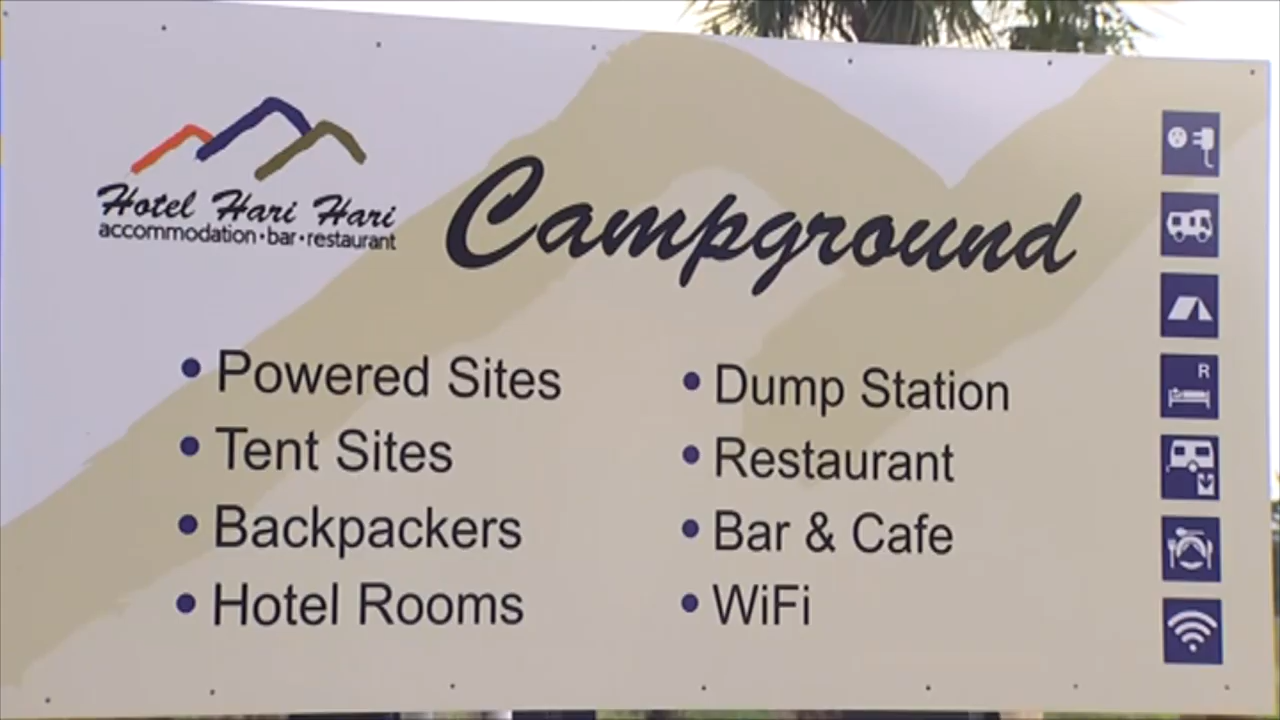 Hotel Hari Hari
accommodation • bar • restaurant
Campground
• Powered Sites
• Tent Sites
• Backpackers
• Hotel Rooms
• Dump Station
• Restaurant
• Bar & Cafe
• WiFi
R